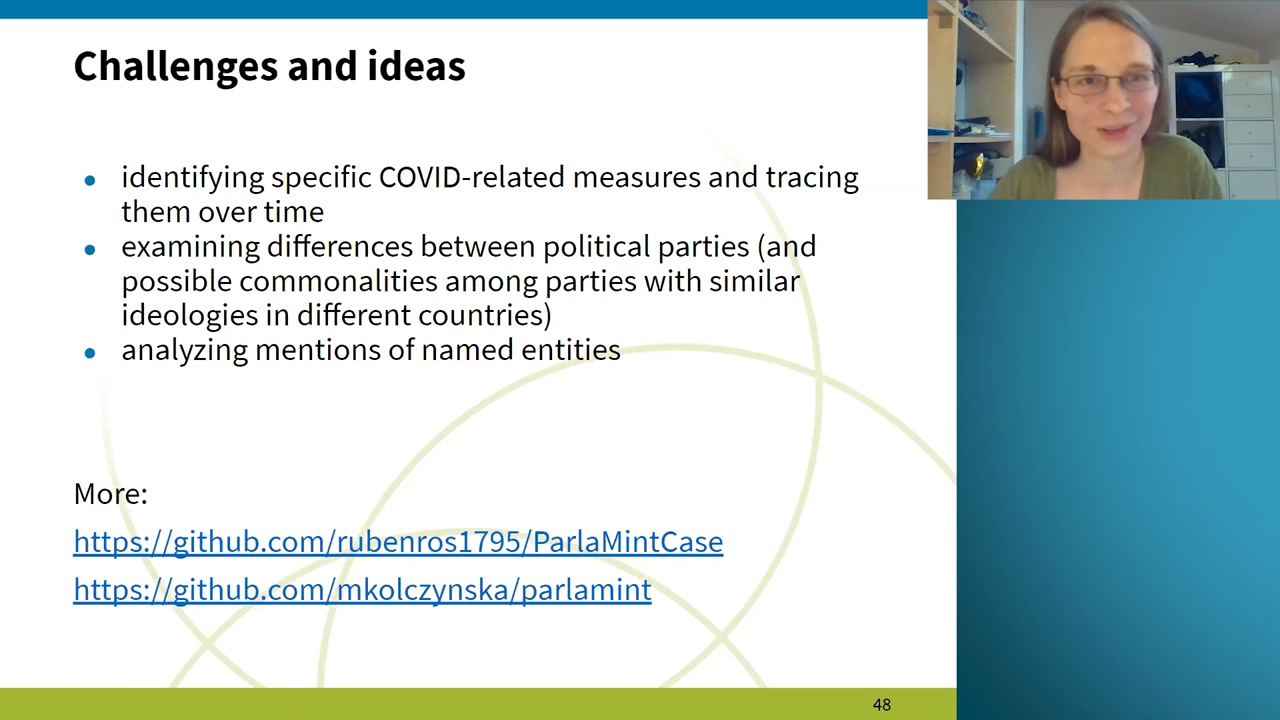 Challenges and ideas
● identifying specific COVID-related measures and tracing
them over time
● examining differences between political parties (and
possible commonalities among parties with similar
ideologies in different countries)
● analyzing mentions of named entities
More:
https://github.com/rubenros1795/ParlaMintCase
https://github.com/mkolczynska/parlamint
48